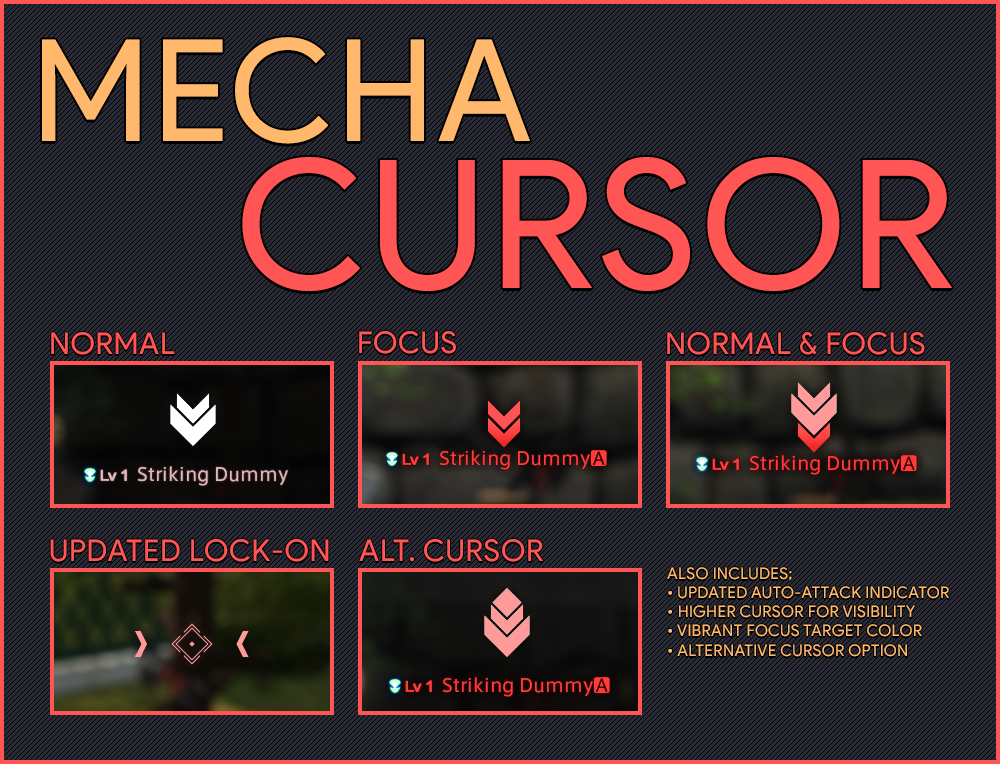 MECHA
CURSOR
NORMAL
Lv 1 Striking Dummy
FOCUS
Lv 1 Striking Dummy A
NORMAL & FOCUS
Lv 1 Striking Dummy A
UPDATED LOCK-ON
ALT. CURSOR
Lv 1 Striking Dummy A
ALSO INCLUDES;
• UPDATED AUTO-ATTACK INDICATOR
• HIGHER CURSOR FOR VISIBILITY
• VIBRANT FOCUS TARGET COLOR
• ALTERNATIVE CURSOR OPTION